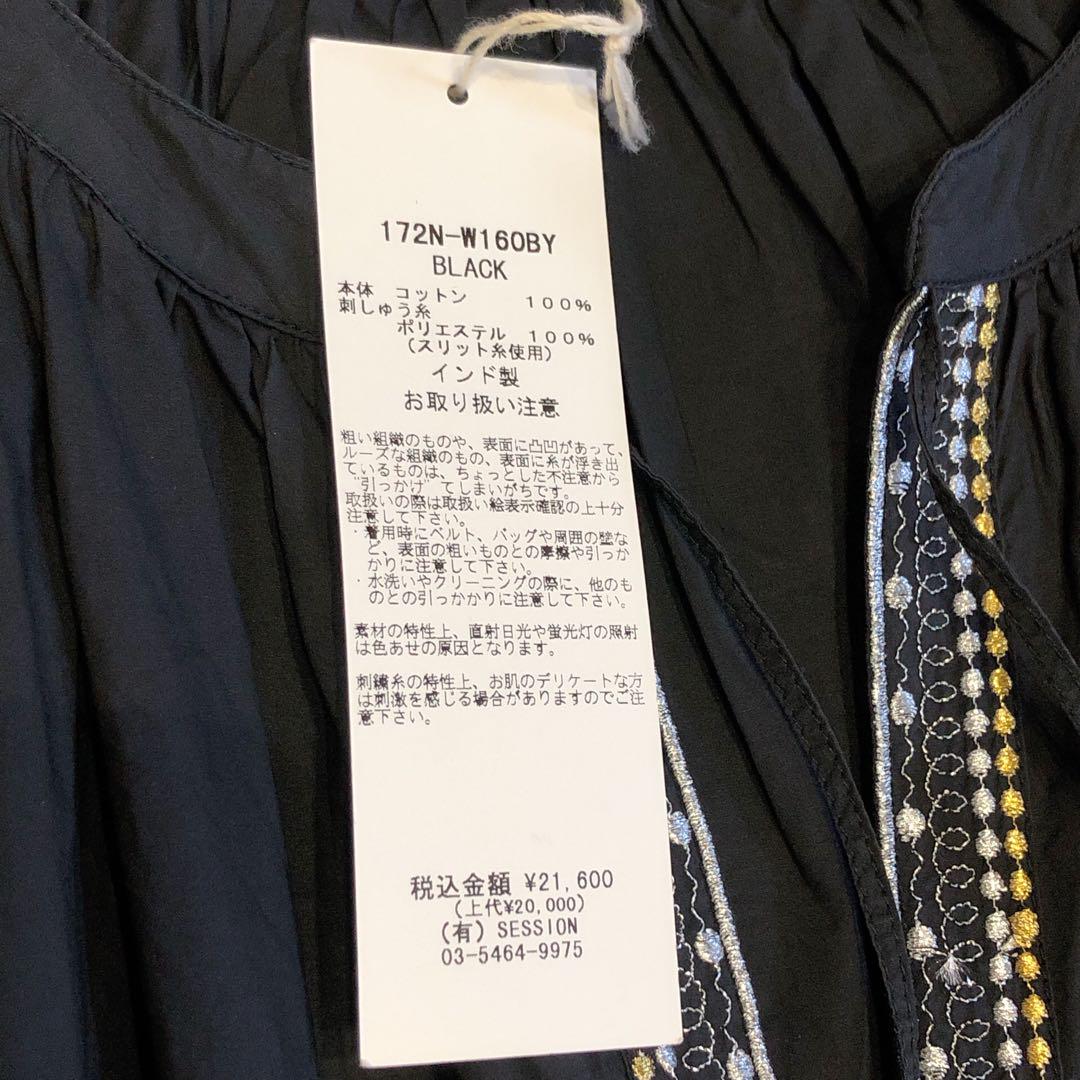 172N-W160BY
BLACK
本体 コットン 100%
刺しゅう糸
ポリエステル 100%
(スリット糸使用)
インド製
お取り扱い注意
粗い組織のものや、表面に凸凹があって、
ルーズな組織のもの、表面に糸が浮き出
ているものは、ちょっとした不注意から
"引っかけ"てしまいがちです。
取扱いの際は取扱い絵表示確認の上十分
注意して下さい。
・着用時にベルト、バッグや周囲の壁な
ど、表面の粗いものとの摩擦や引っか
かりに注意して下さい。
・水洗いやクリーニングの際に、他のも
のとの引っかかりに注意して下さい。
素材の特性上、直射日光や蛍光灯の照射
は色あせの原因となります。
刺繍糸の特性上、お肌のデリケートな方
は刺激を感じる場合がありますのでご注
意下さい。
税込金額 ¥21,600
(上代¥20,000)
(有) SESSION
03-5464-9975